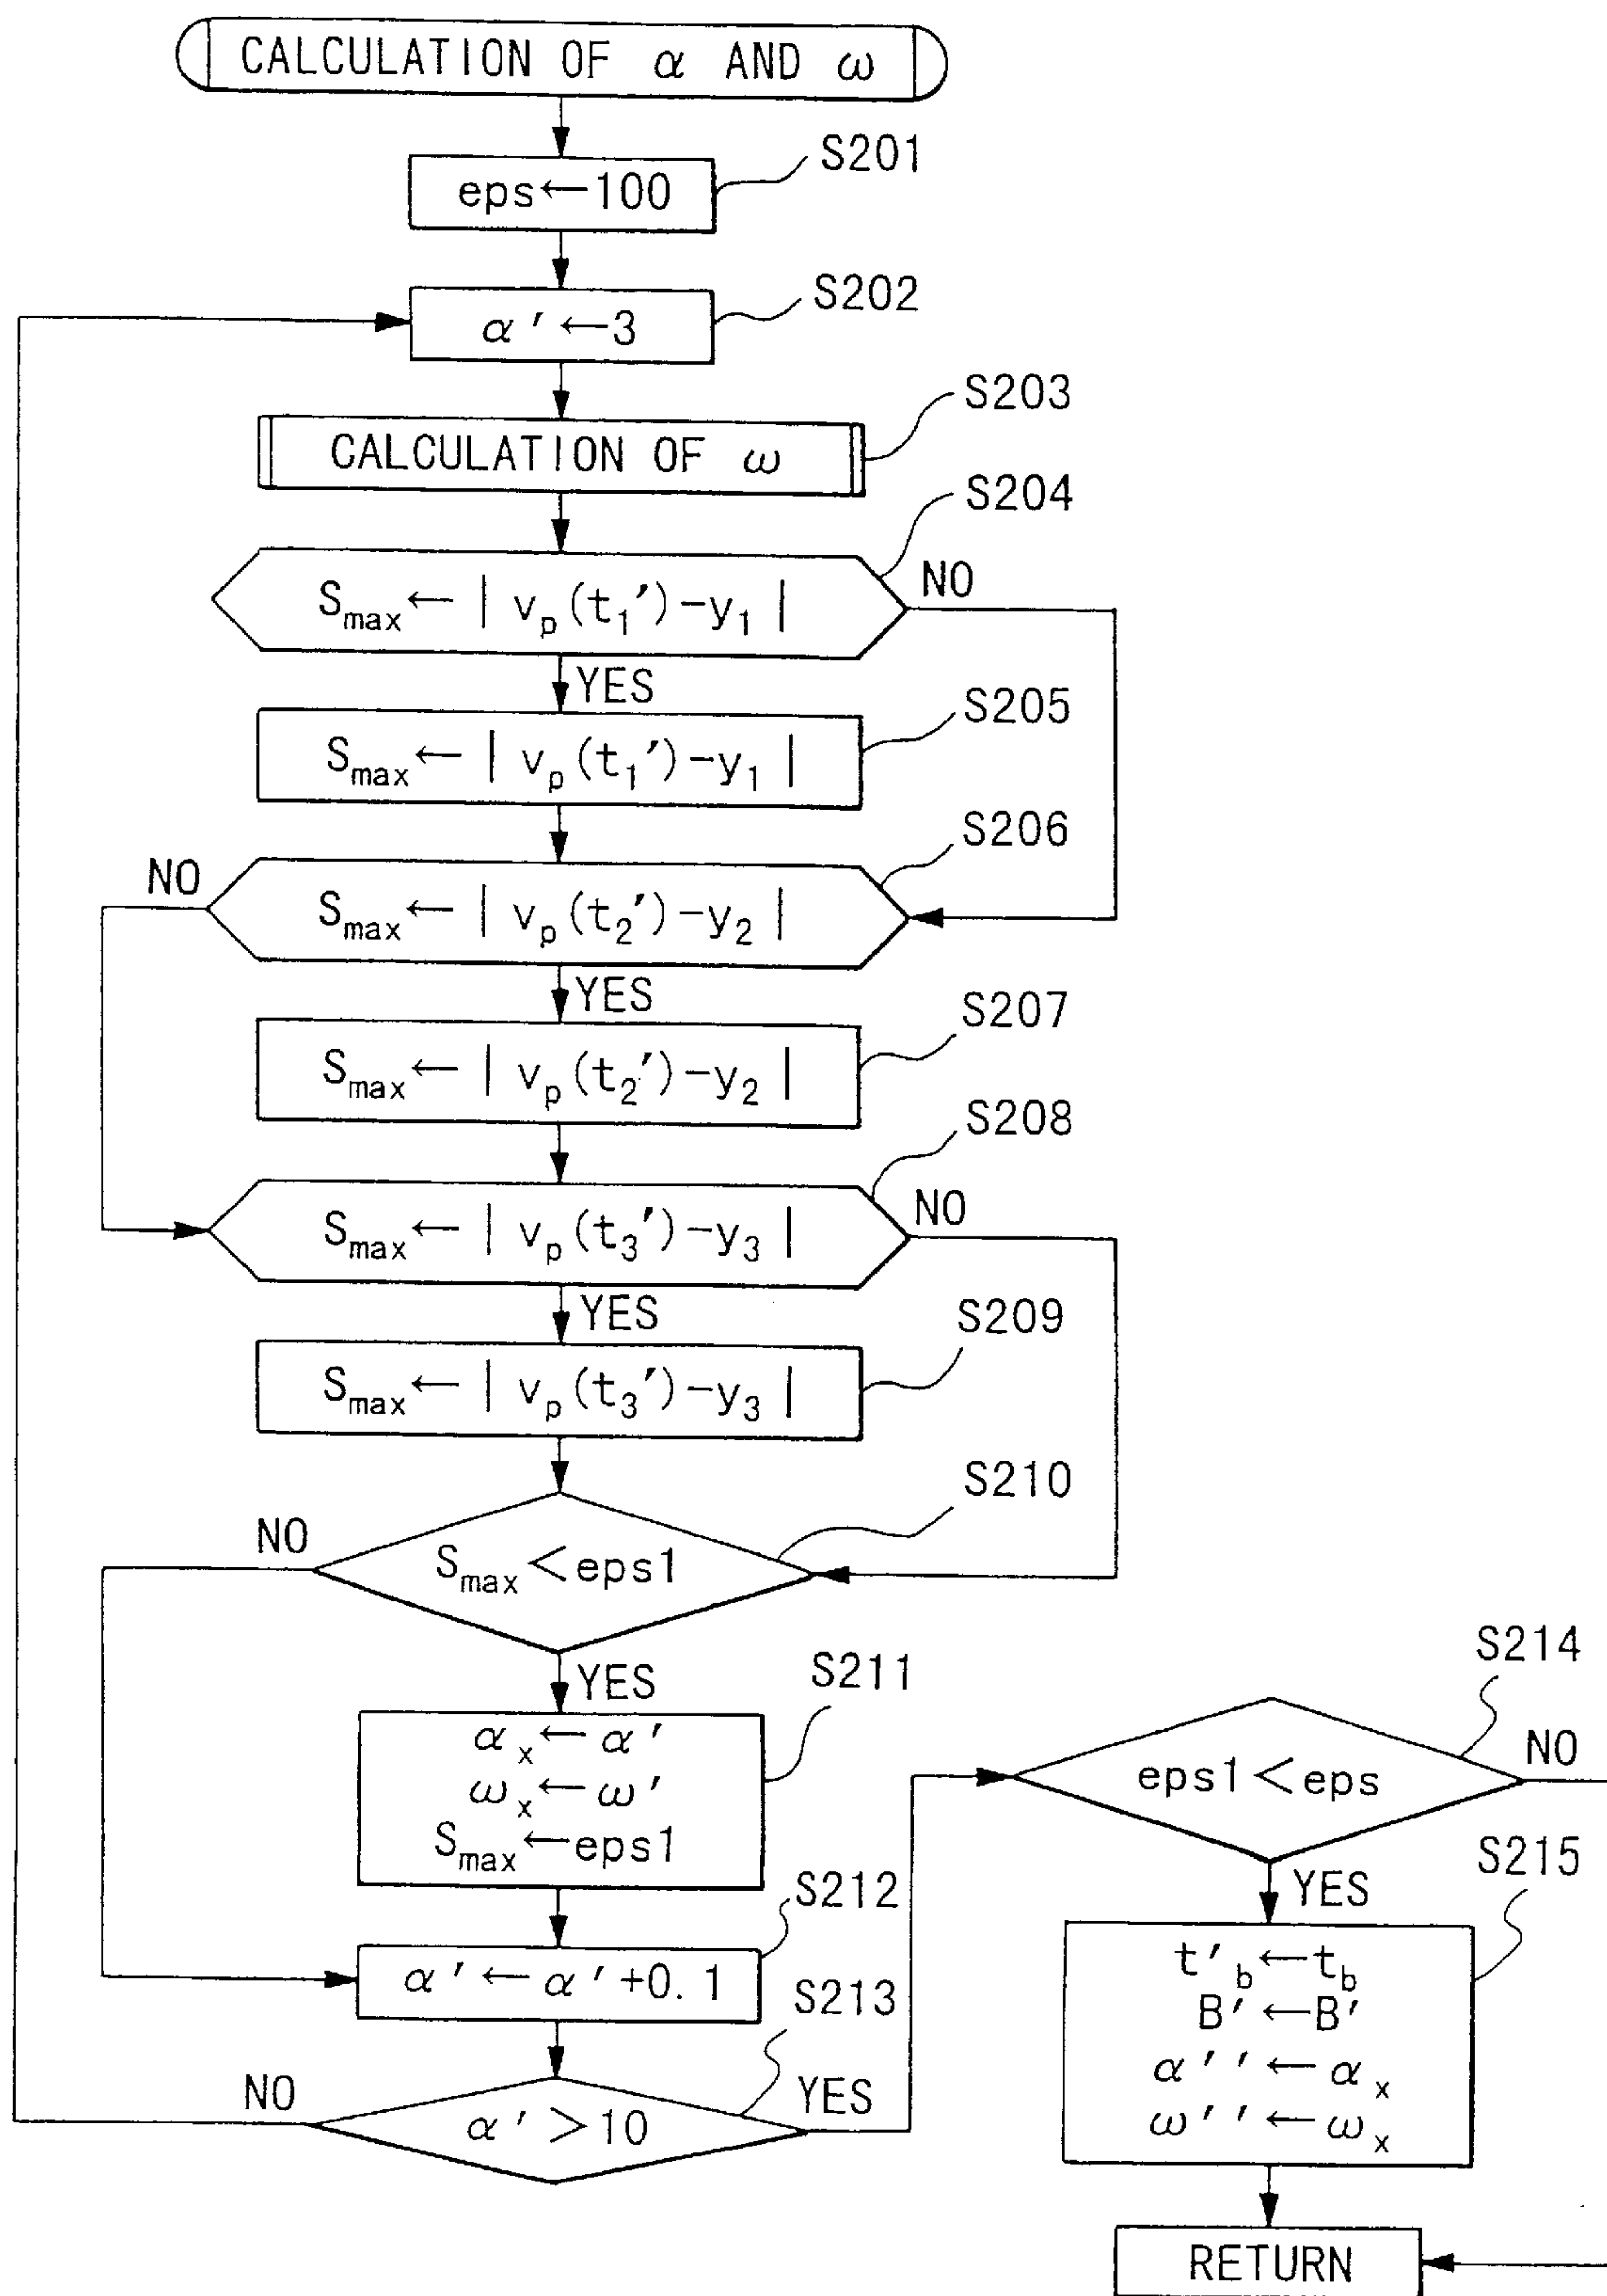 CALCULATION OF α AND ω
S201
eps←100
S202
α'←3
S203
CALCULATION OF ω
S204
Smax←|vp(t1')-y1|
NO
YES
S205
Smax←|vp(t1')-y1|
S206
NO
Smax←|vp(t2')-y2|
YES
S207
Smax←|vp(t2')-y2|
S208
Smax←|vp(t3')-y3|
NO
YES
S209
Smax←|vp(t3')-y3|
S210
NO
Smax<eps1
YES
S211
αx←α'
ωx←ω'
Smax←eps1
S212
α'←α'+0.1
S213
NO
α'>10
YES
S214
eps1<eps
NO
YES
S215
t'b←tb
B'←B'
α''←αx
ω''←ωx
RETURN